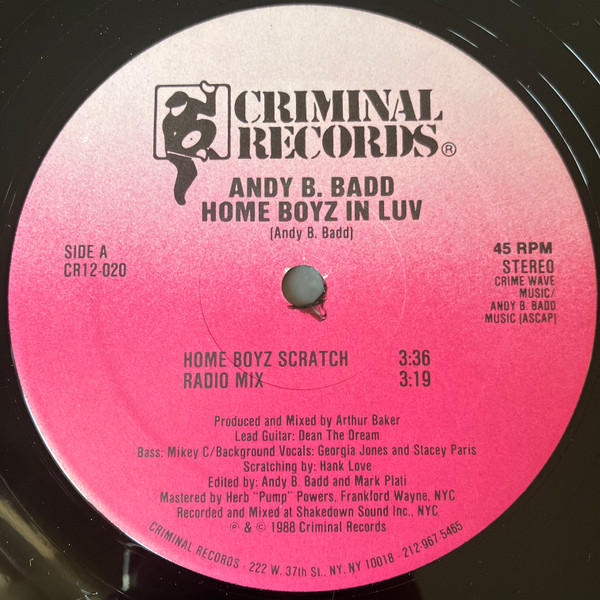 CRIMINAL
RECORDS®
ANDY B. BADD
HOME BOYZ IN LUV
(Andy B. Badd)
SIDE A
CR12-020
45 RPM
STEREO
CRIME WAVE
MUSIC/
ANDY B. BADD
MUSIC (ASCAP)
HOME BOYZ SCRATCH 3:36
RADIO MIX 3:19
Produced and Mixed by Arthur Baker
Lead Guitar: Dean The Dream
Bass: Mikey C/Background Vocals: Georgia Jones and Stacey Paris
Scratching by: Hank Love
Edited by: Andy B. Badd and Mark Plati
Mastered by Herb "Pump" Powers, Frankford Wayne, NYC
Recorded and Mixed at Shakedown Sound Inc., NYC
℗ & © 1988 Criminal Records
CRIMINAL RECORDS · 222 W. 37th St., NY, NY 10018 · 212-967-5465